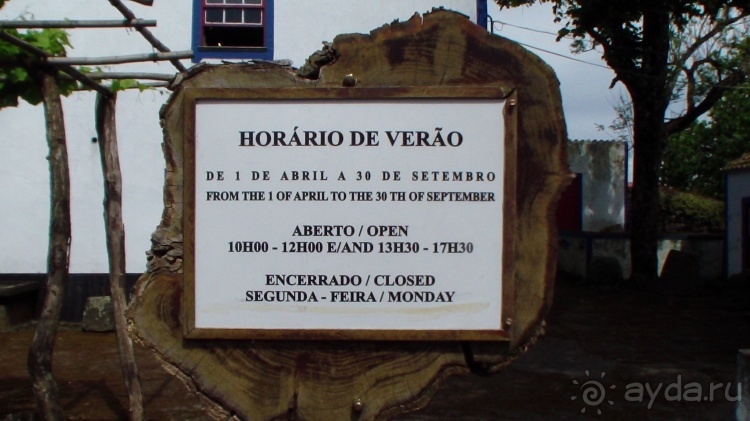 HORÁRIO DE VERÃO
DE 1 DE ABRIL A 30 DE SETEMBRO
FROM THE 1 OF APRIL TO THE 30 TH OF SEPTEMBER
ABERTO / OPEN
10H00 - 12H00 E/AND 13H30 - 17H30
ENCERRADO / CLOSED
SEGUNDA - FEIRA / MONDAY
ayda.ru